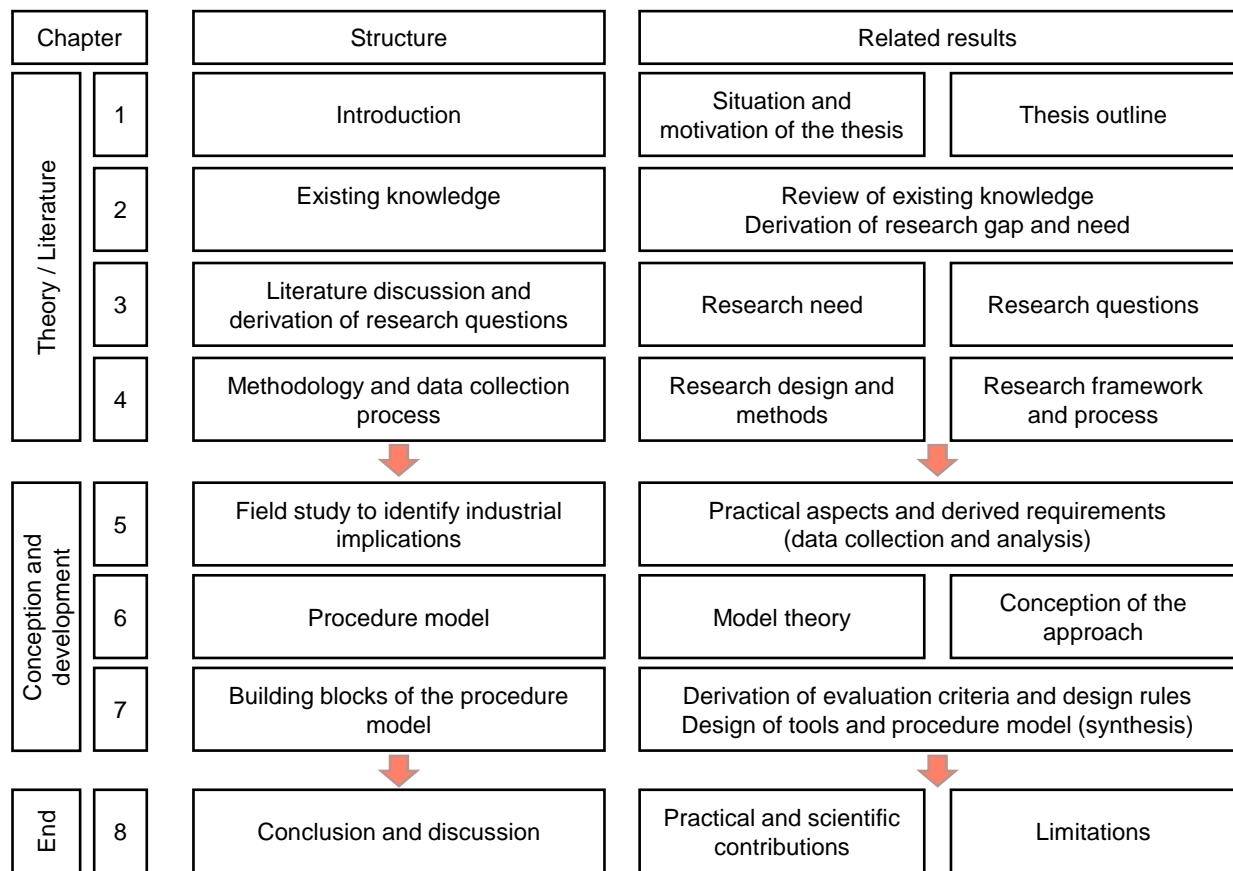 Chapter
Structure
Related results
Theory / Literature
1
Introduction
Situation and
motivation of the thesis
Thesis outline
2
Existing knowledge
Review of existing knowledge
Derivation of research gap and need
3
Literature discussion and
derivation of research questions
Research need
Research questions
4
Methodology and data collection
process
Research design and
methods
Research framework
and process
Conception and
development
5
Field study to identify industrial
implications
Practical aspects and derived requirements
(data collection and analysis)
6
Procedure model
Model theory
Conception of the
approach
7
Building blocks of the procedure
model
Derivation of evaluation criteria and design rules
Design of tools and procedure model (synthesis)
End
8
Conclusion and discussion
Practical and scientific
contributions
Limitations